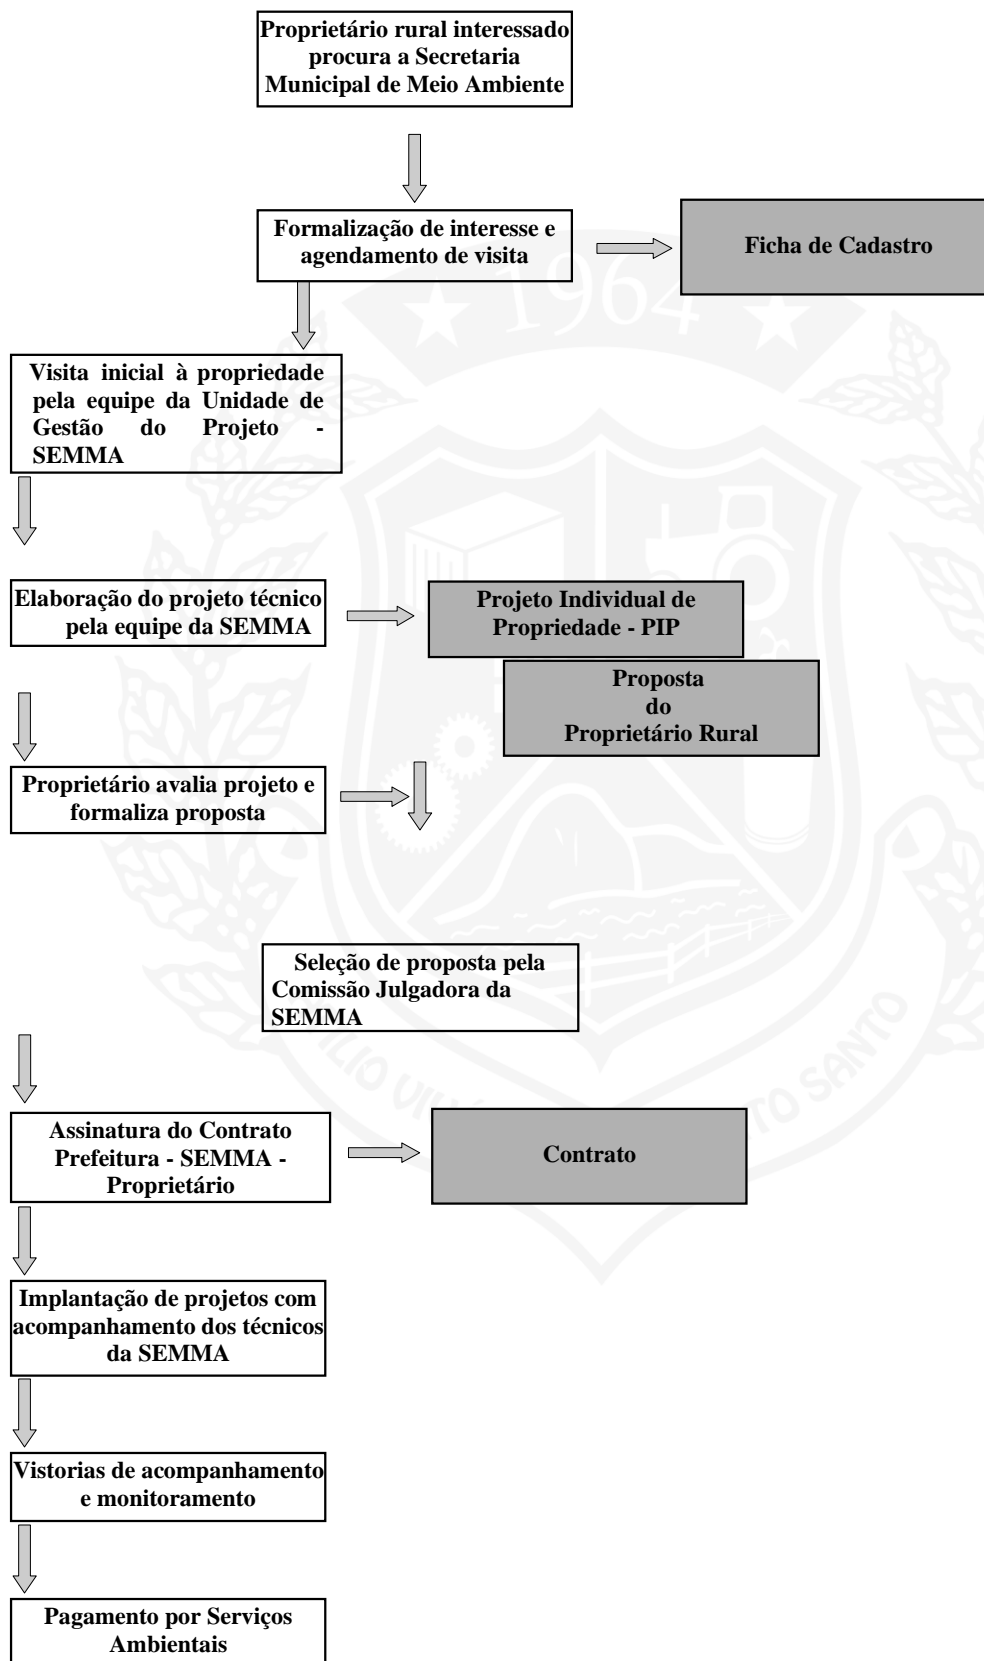 Proprietário rural interessado
procura a Secretaria
Municipal de Meio Ambiente
Formalização de interesse e
agendamento de visita
Ficha de Cadastro
1964
Visita inicial à propriedade
pela equipe da Unidade de
Gestão do Projeto -
SEMMA
Elaboração do projeto técnico
pela equipe da SEMMA
Projeto Individual de
Propriedade - PIP
Proposta
do
Proprietário Rural
Proprietário avalia projeto e
formaliza proposta
Seleção de proposta pela
Comissão Julgadora da
SEMMA
Assinatura do Contrato
Prefeitura - SEMMA -
Proprietário
Contrato
SANTO
Implantação de projetos com
acompanhamento dos técnicos
da SEMMA
Vistorias de acompanhamento
e monitoramento
Pagamento por Serviços
Ambientais